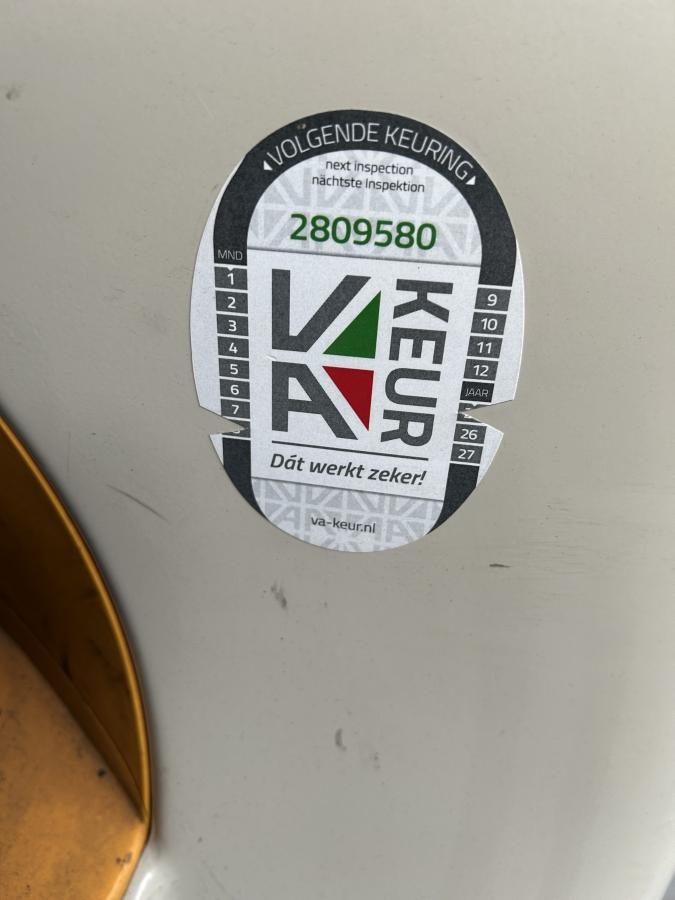 VOLGENDE KEURING
next inspection
nächtste Inspektion
2809580
MND
1
2
3
4
5
6
7
VA KEUR
9
10
11
12
JAAR
26
27
Dát werkt zeker!
va-keur.nl